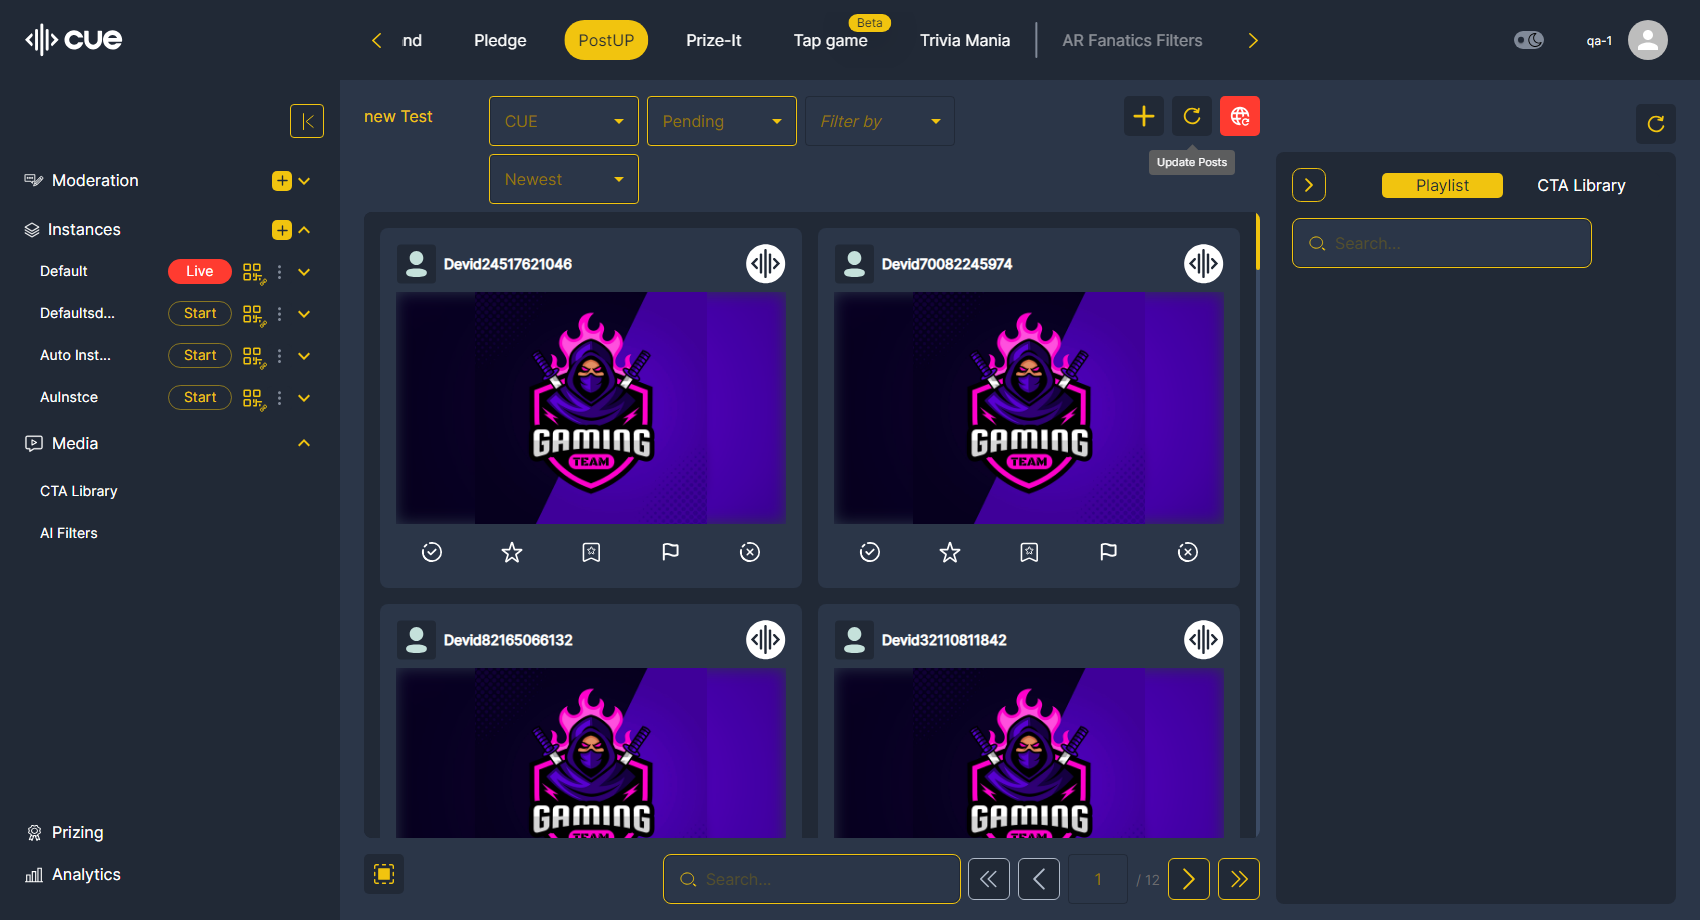 cue
nd
Pledge
PostUP
Prize-It
Beta
Tap game
Trivia Mania
AR Fanatics Filters
qa-1
new Test
CUE
Pending
Filter by
Newest
Update Posts
Moderation
Instances
Default
Live
Defaultsd...
Start
Auto Inst...
Start
AuInstce
Start
Media
CTA Library
AI Filters
Prizing
Analytics
Devid24517621046
GAMING
TEAM
Devid70082245974
GAMING
TEAM
Devid82165066132
GAMING
TEAM
Devid32110811842
GAMING
TEAM
Search...
1
/ 12
Playlist
CTA Library
Search...